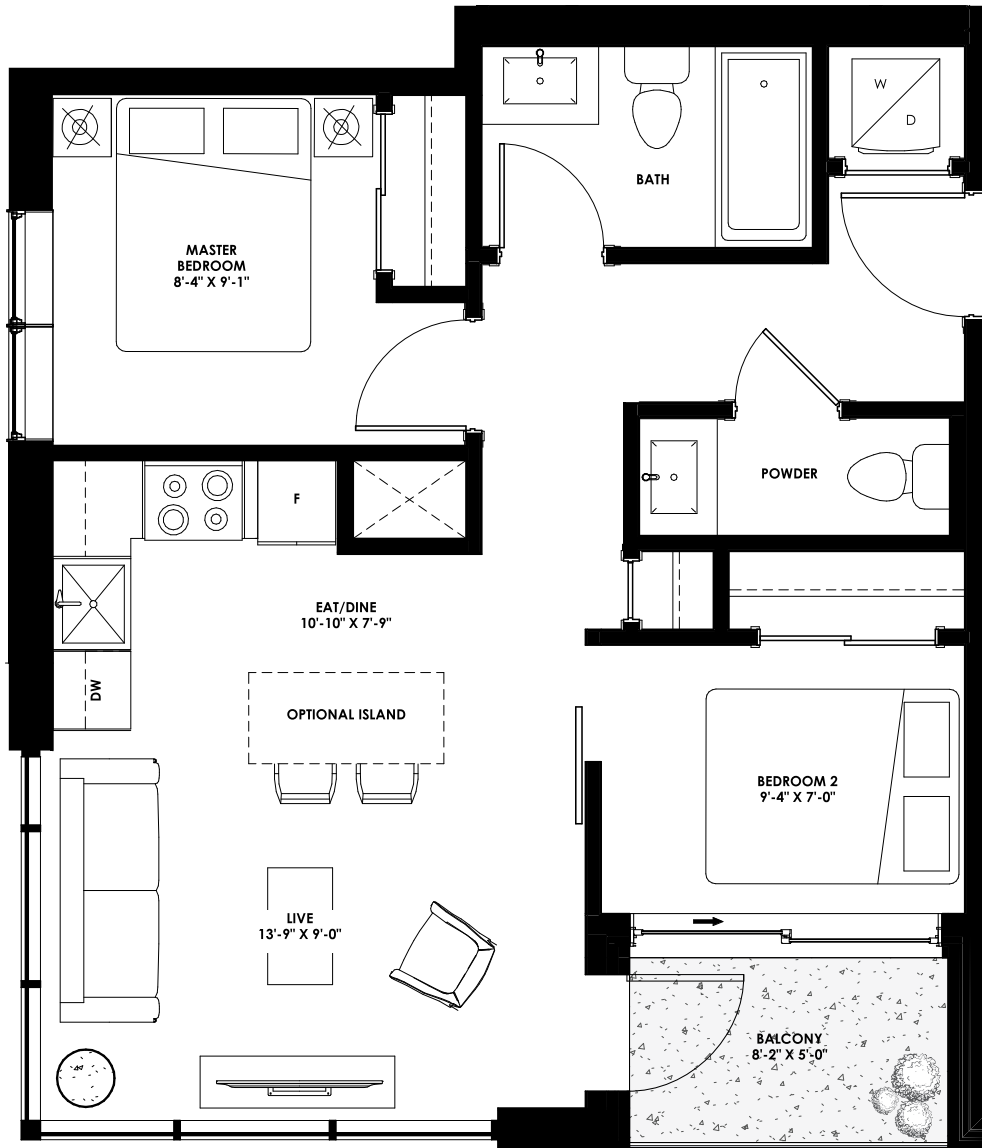 W
D
BATH
MASTER
BEDROOM
8'-4" X 9'-1"
F
POWDER
EAT/DINE
10'-10" X 7'-9"
DW
OPTIONAL ISLAND
BEDROOM 2
9'-4" X 7'-0"
LIVE
13'-9" X 9'-0"
BALCONY
8'-2" X 5'-0"